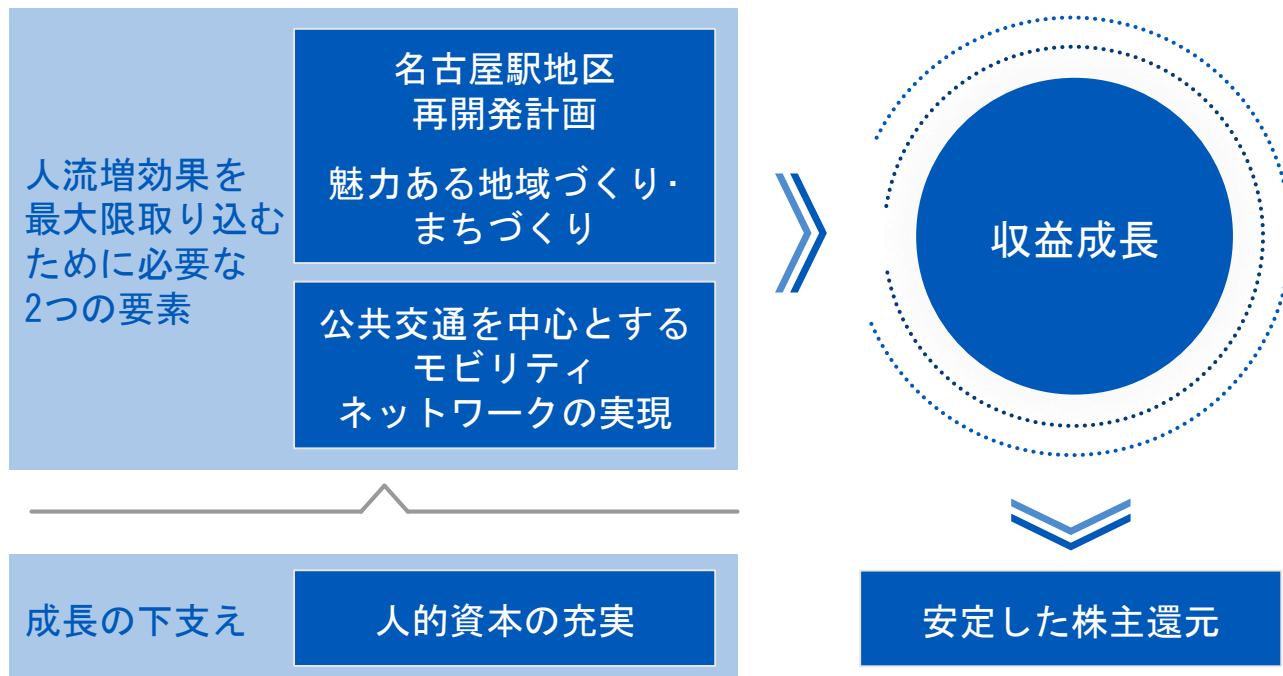 人流増効果を
最大限取り込む
ために必要な
2つの要素
名古屋駅地区
再開発計画
魅力ある地域づくり・
まちづくり
公共交通を中心とする
モビリティ
ネットワークの実現
収益成長
成長の下支え
人的資本の充実
安定した株主還元